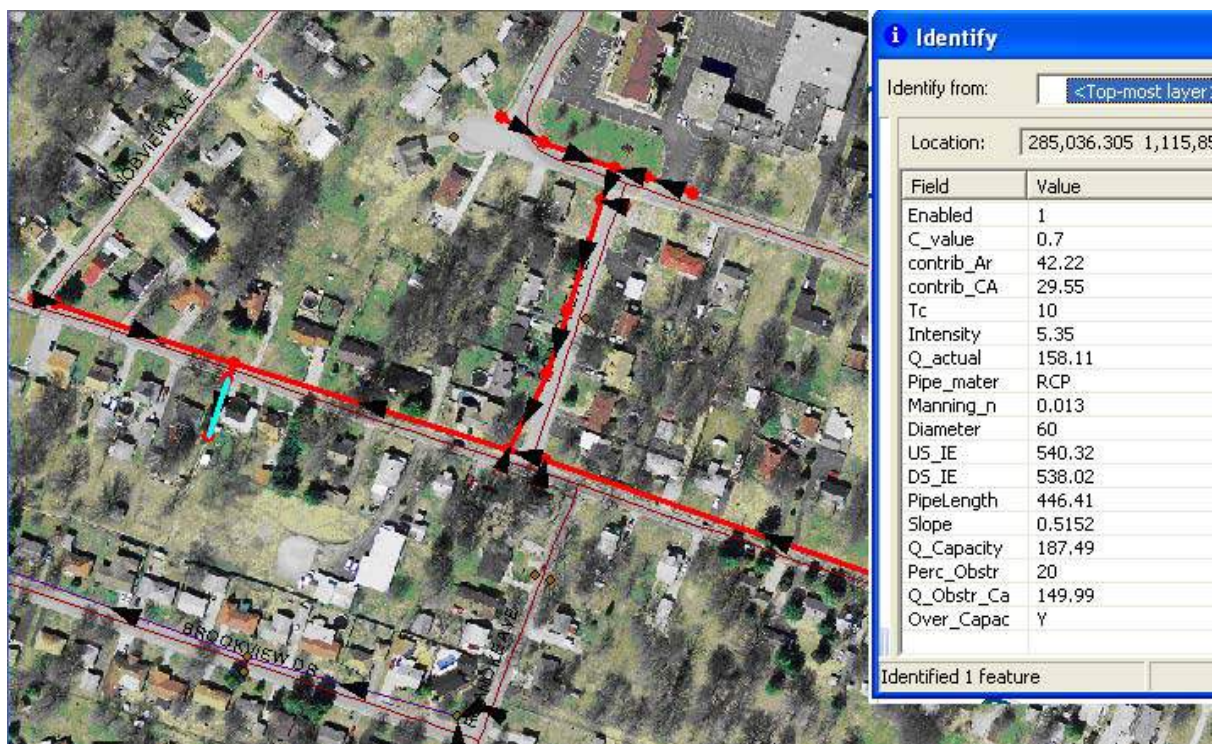 Identify
Identify from: <Top-most layer>
Location: 285,036.305 1,115,85
Field Value
Enabled 1
C_value 0.7
contrib_Ar 42.22
contrib_CA 29.55
Tc 10
Intensity 5.35
Q_actual 158.11
Pipe_mater RCP
Manning_n 0.013
Diameter 60
US_IE 540.32
DS_IE 538.02
PipeLength 446.41
Slope 0.5152
Q_Capacity 187.49
Perc_Obstr 20
Q_Obstr_Ca 149.99
Over_Capac Y
Identified 1 feature
KNOBVIEW AVE
BROOKVIEW DR